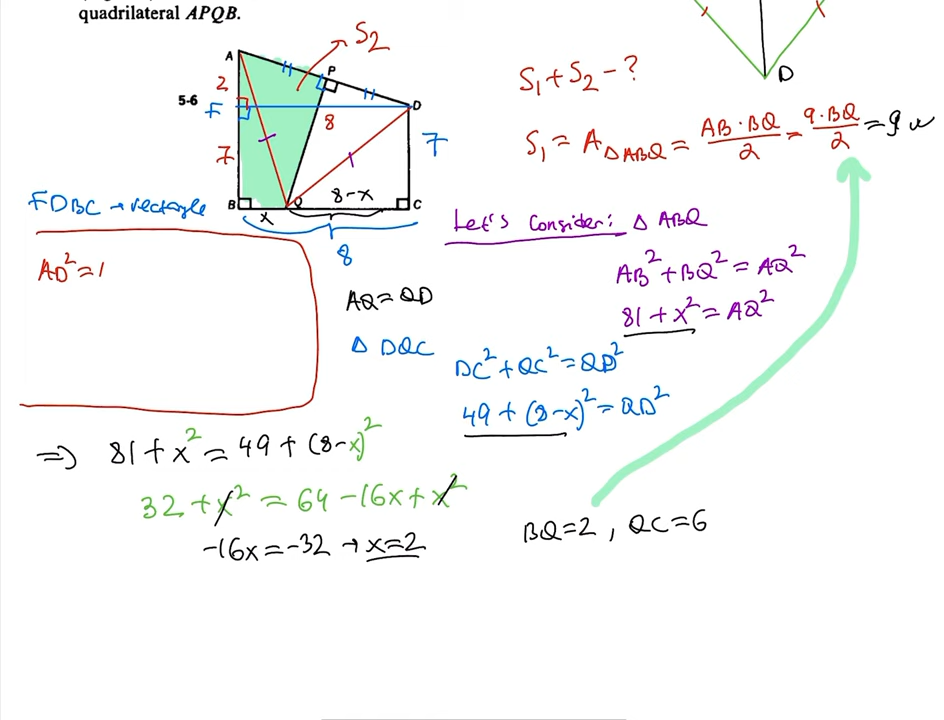 quadrilateral APQB.
S2
A
P
2
5-6
F
D
8
7
7
8-x
B
Q
C
x
8
D
S1+S2-?
S1 = A△ABQ = AB·BQ/2 = 9·BQ/2 = 9 u
FDBC → rectangle
Let's Consider: △ ABQ
AD²=1
AB²+BQ²=AQ²
AQ=QD
81+x²=AQ²
△ DQC
DC²+QC²=QD²
49+(8-x)²=QD²
⇒ 81+x²=49+(8-x)²
32+x²=64-16x+x²
-16x=-32 → x=2
BQ=2, QC=6